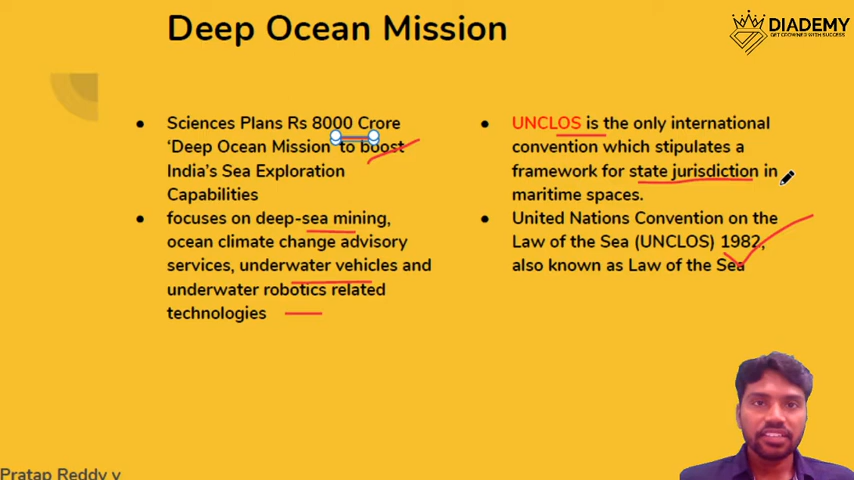 Deep Ocean Mission
DIADEMY
GET CROWNED WITH SUCCESS
● Sciences Plans Rs 8000 Crore
‘Deep Ocean Mission’ to boost
India’s Sea Exploration
Capabilities
● focuses on deep-sea mining,
ocean climate change advisory
services, underwater vehicles and
underwater robotics related
technologies
● UNCLOS is the only international
convention which stipulates a
framework for state jurisdiction in
maritime spaces.
● United Nations Convention on the
Law of the Sea (UNCLOS) 1982,
also known as Law of the Sea
Pratap Reddy v